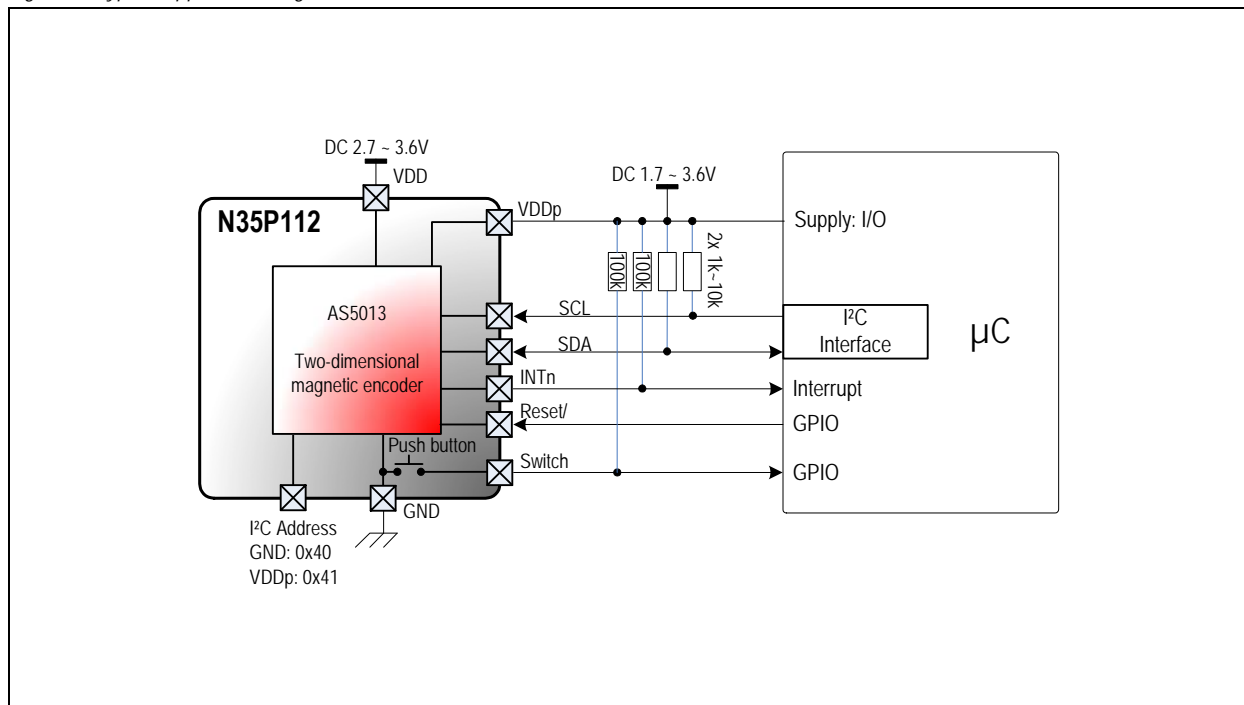 DC 2.7 ~ 3.6V
VDD
DC 1.7 ~ 3.6V
N35P112
VDDp
Supply: I/O
100k
100k
2x 1k~10k
AS5013
Two-dimensional
magnetic encoder
SCL
SDA
INTn
Reset/
Push button
Switch
I²C
Interface
µC
Interrupt
GPIO
GPIO
GND
I²C Address
GND: 0x40
VDDp: 0x41